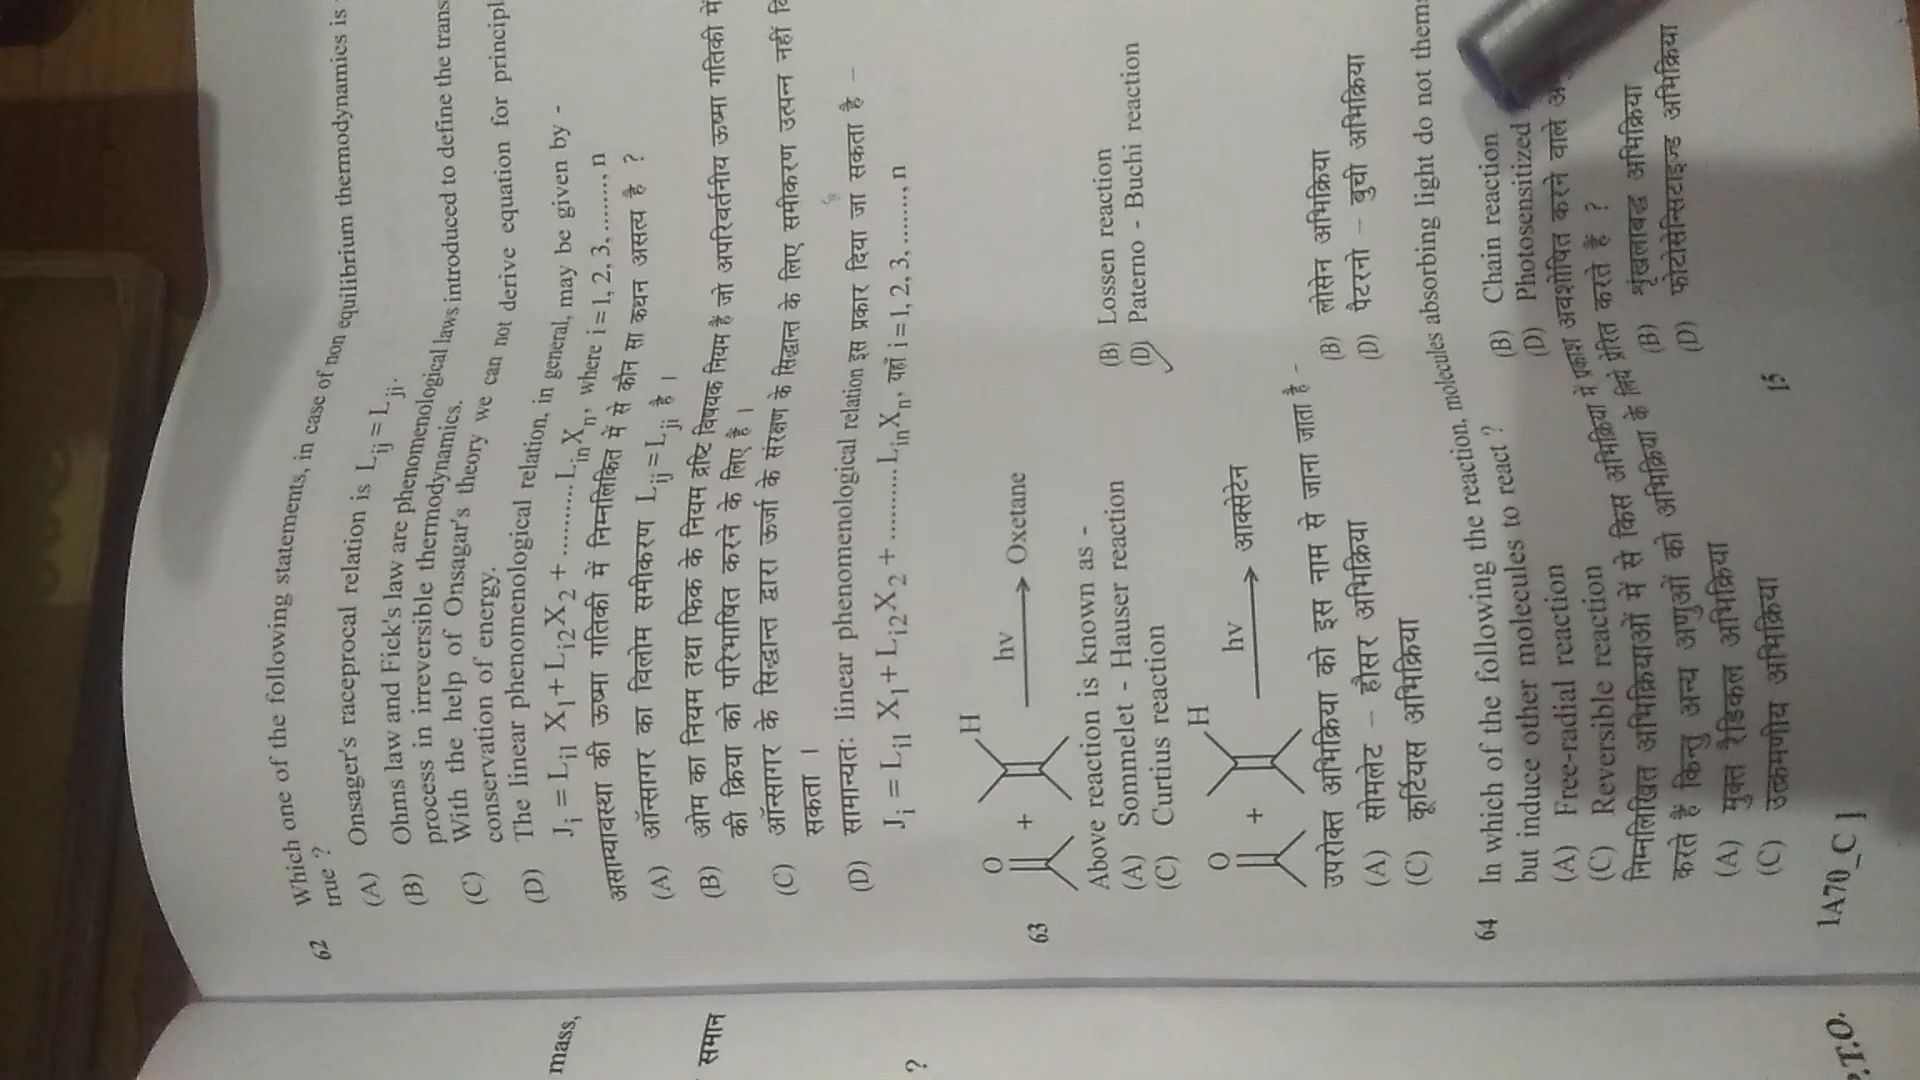 mass,
समान
?
P.T.O.
62 Which one of the following statements, in case of non equilibrium thermodynamics is
true ?
(A) Onsager's raceprocal relation is Lij = Lji.
(B) Ohms law and Fick's law are phenomenological laws introduced to define the trans
process in irreversible thermodynamics.
(C) With the help of Onsagar's theory we can not derive equation for principl
conservation of energy.
(D) The linear phenomenological relation, in general, may be given by -
Ji = Li1 X1 + Li2X2 + ..........LinXn, where i = 1, 2, 3, ........, n
असाम्यावस्था की ऊष्मा गतिकी में निम्नलिकित में से कौन सा कथन असत्य है ?
(A) ऑन्सागर का विलोम समीकरण Lij = Lji है ।
(B) ओम का नियम तथा फिक के नियम द्रष्टि विषयक नियम हैं जो अपरिवर्तनीय ऊष्मा गतिकी में
की क्रिया को परिभाषित करने के लिए है ।
(C) ऑन्सागर के सिद्धान्त द्वारा ऊर्जा के संरक्षण के सिद्धान्त के लिए समीकरण उत्पन्न नहीं कि
सकता ।
(D) सामान्यत: linear phenomenological relation इस प्रकार दिया जा सकता है –
Ji = Li1 X1 + Li2X2 + ..........LinXn, यहाँ i = 1, 2, 3, ........, n
63 O + H hν Oxetane
Above reaction is known as -
(A) Sommelet - Hauser reaction (B) Lossen reaction
(C) Curtius reaction (D) Paterno - Buchi reaction
O + H hν आक्सेटेन
उपरोक्त अभिक्रिया को इस नाम से जाना जाता है -
(A) सोमलेट – हौसर अभिक्रिया (B) लोसेन अभिक्रिया
(C) कूर्टियस अभिक्रिया (D) पैटरनो – बुची अभिक्रिया
64 In which of the following the reaction, molecules absorbing light do not thems
but induce other molecules to react ?
(A) Free-radial reaction (B) Chain reaction
(C) Reversible reaction (D) Photosensitized
निम्नलिखित अभिक्रियाओं में से किस अभिक्रिया में प्रकाश अवशोषित करने वाले
करते हैं किन्तु अन्य अणुओं को अभिक्रिया के लिये प्रेरित करते हैं ?
(A) मुक्त रैडिकल अभिक्रिया (B) शृंखलाबद्ध अभिक्रिया
(C) उत्क्रमणीय अभिक्रिया (D) फोटोसेन्सिटाइज्ड अभिक्रिया
1A70_C ] 15